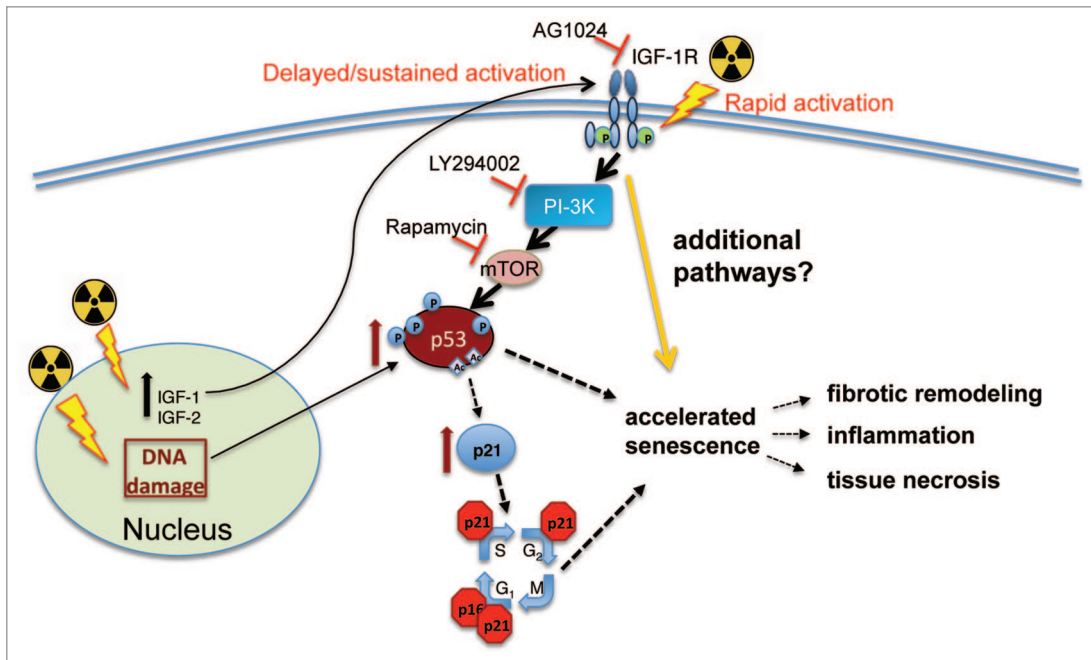 AG1024
IGF-1R
Delayed/sustained activation
Rapid activation
P
P
LY294002
PI-3K
Rapamycin
mTOR
additional
pathways?
P
P
P
P
p53
Ac
Ac
IGF-1
IGF-2
DNA
damage
Nucleus
p21
accelerated
senescence
fibrotic remodeling
inflammation
tissue necrosis
p21
p21
S
G2
G1
M
p16
p21